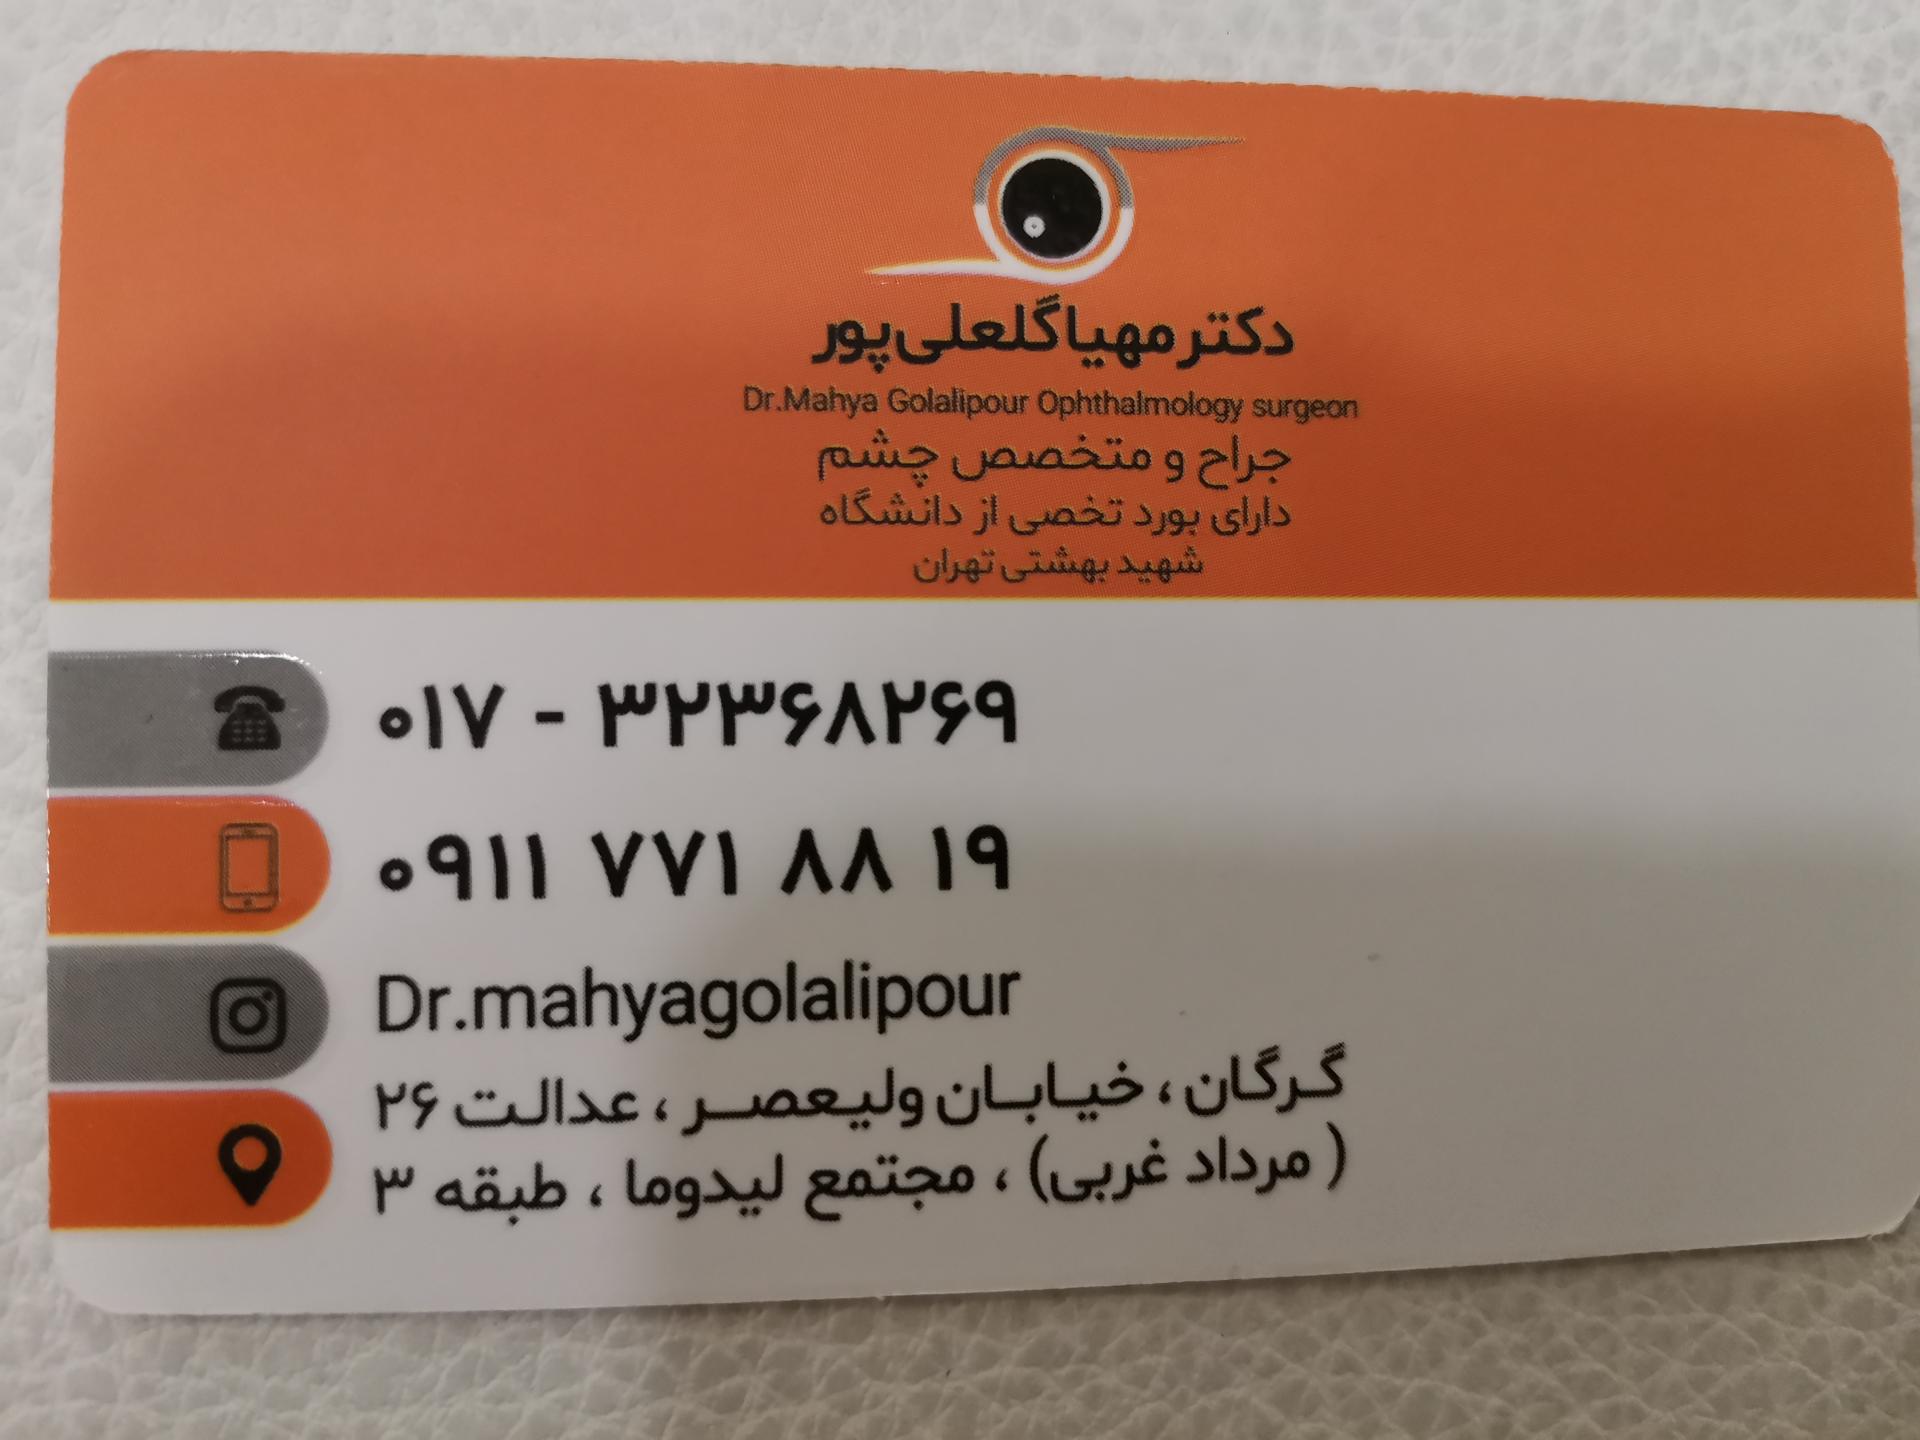 دکتر مهیا گلعلی‌پور
Dr.Mahya Golalipour Ophthalmology surgeon
جراح و متخصص چشم
دارای بورد تخصی از دانشگاه
شهید بهشتی تهران
۰۱۷ - ۳۲۳۶۸۲۶۹
۰۹۱۱ ۷۷۱ ۸۸ ۱۹
Dr.mahyagolalipour
گرگان ، خیابان ولیعصر ، عدالت ۲۶
( مرداد غربی) ، مجتمع لیدوما ، طبقه ۳